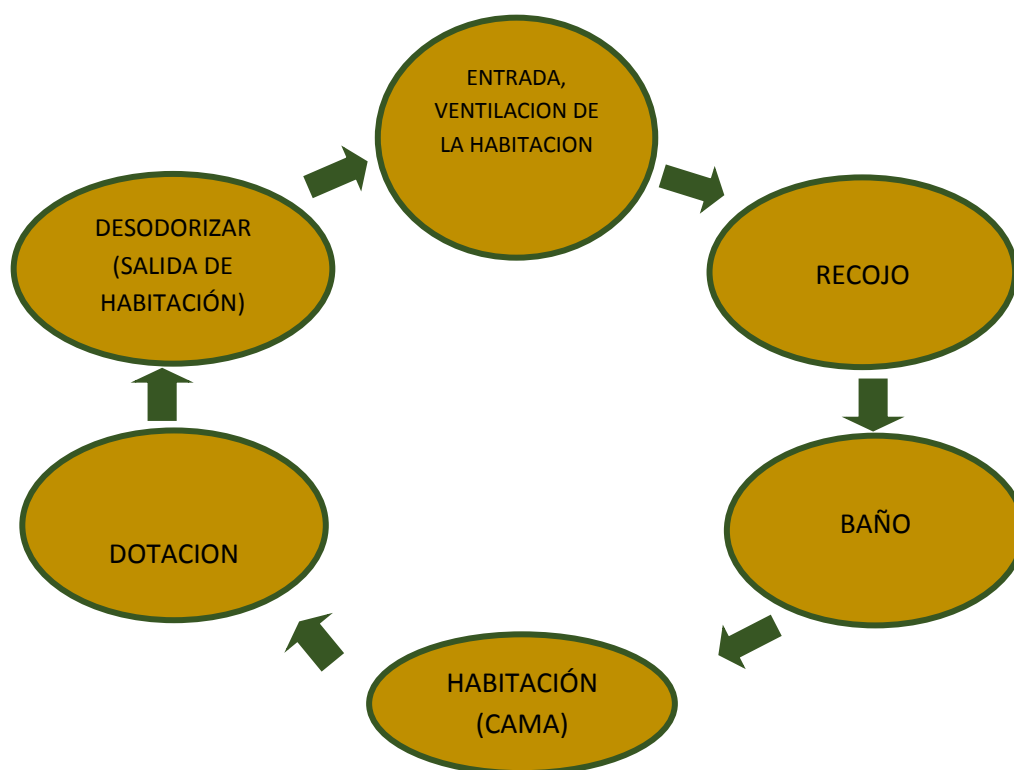 ENTRADA,
VENTILACION DE
LA HABITACION
RECOJO
BAÑO
HABITACIÓN
(CAMA)
DOTACION
DESODORIZAR
(SALIDA DE
HABITACIÓN)